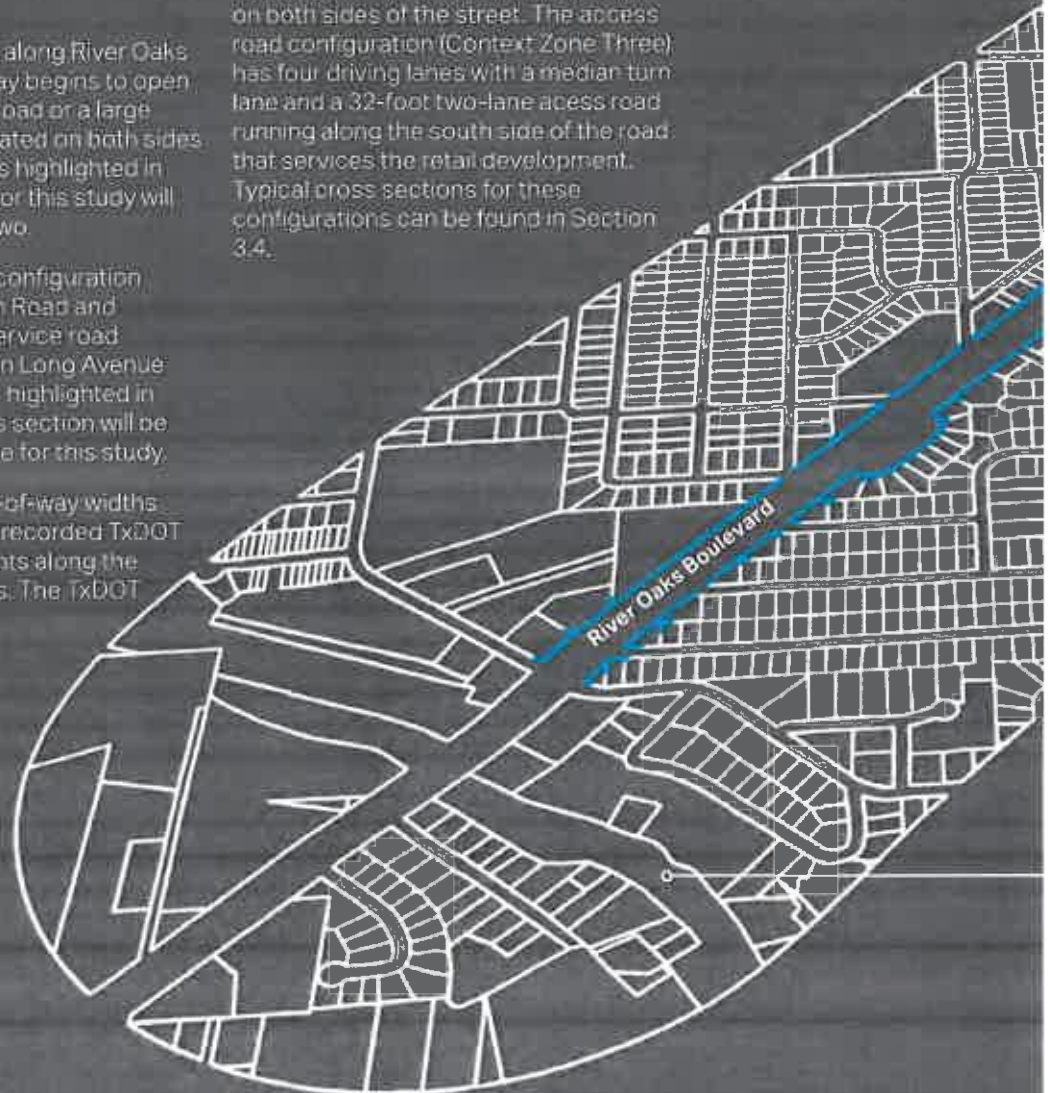 along River Oaks
ay begins to open
oad or a large
ated on both sides
s highlighted in
or this study will
wo.
configuration
n Road and
ervice road
n Long Avenue
highlighted in
s section will be
e for this study.
-of-way widths
recorded TxDOT
nts along the
s. The TxDOT
on both sides of the street. The access
road configuration (Context Zone Three)
has four driving lanes with a median turn
lane and a 32-foot two-lane acess road
running along the south side of the road
that services the retail development.
Typical cross sections for these
configurations can be found in Section
3.4.
River Oaks Boulevard